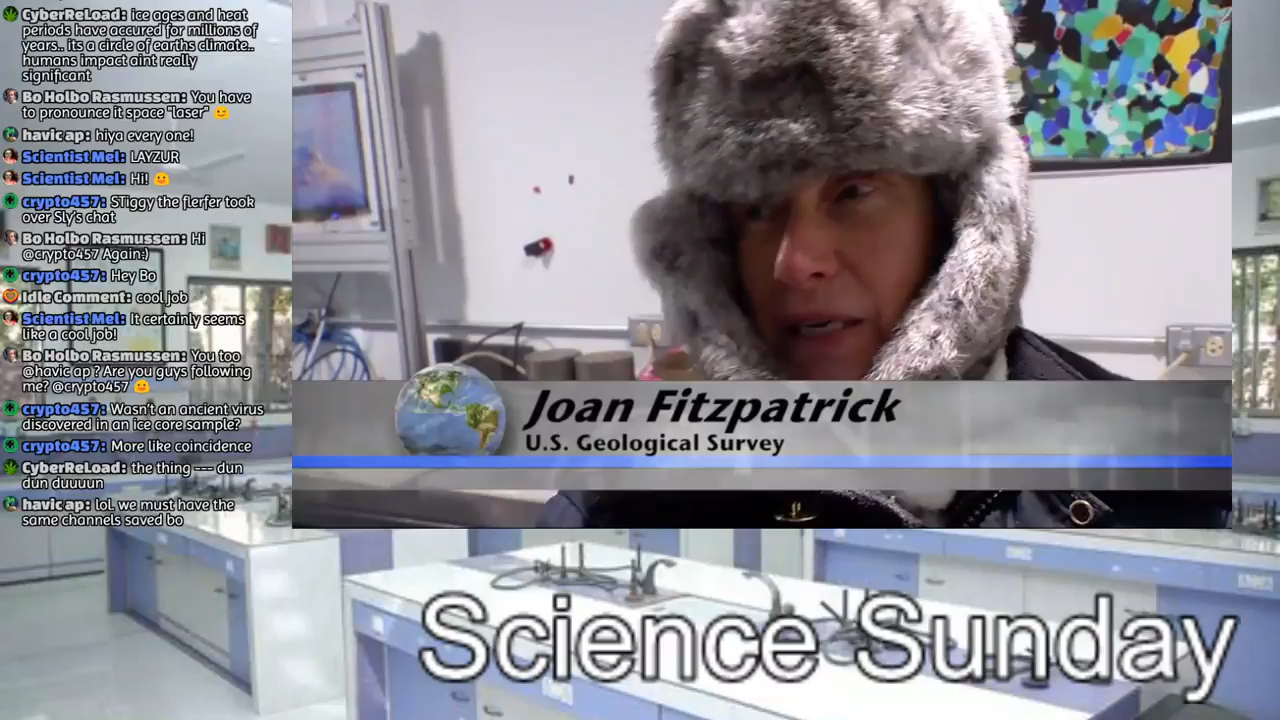 CyberReLoad: ice ages and heat
periods have accured for millions of
years.. its a circle of earths climate..
humans impact aint really
significant
Bo Holbo Rasmussen: You have
to pronounce it space "laser" 🙂
havic ap: hiya every one!
Scientist Mel: LAYZUR
Scientist Mel: Hi! 🙂
crypto457: STiggy the flerfer took
over Sly's chat
Bo Holbo Rasmussen: Hi
@crypto457 Again:)
crypto457: Hey Bo
IdleComment: cool job
Scientist Mel: It certainly seems
like a cool job!
Bo Holbo Rasmussen: You too
@havic ap ? Are you guys following
me? @crypto457 🙂
crypto457: Wasn't an ancient virus
discovered in an ice core sample?
crypto457: More like coincidence
CyberReLoad: the thing --- dun
dun duuuun
havic ap: lol. we must have the
same channels saved bo
Joan Fitzpatrick
U.S. Geological Survey
Science Sunday